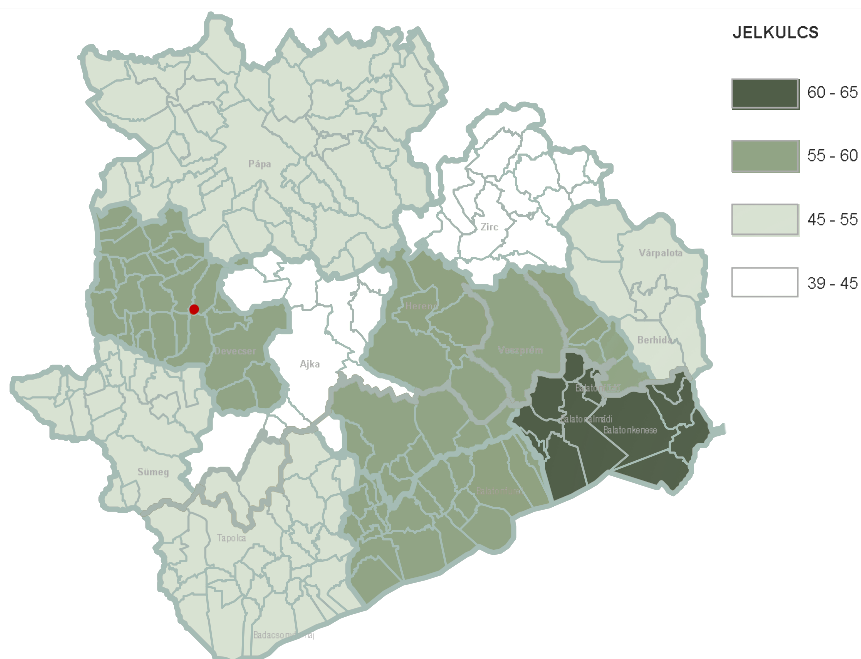 JELKULCS
60 - 65
55 - 60
45 - 55
39 - 45
Pápa
Zirc
Várpalota
Herend
Berhida
Veszprém
Devecser
Ajka
Balatonalmádi
Balatonkenese
Sümeg
Tapolca